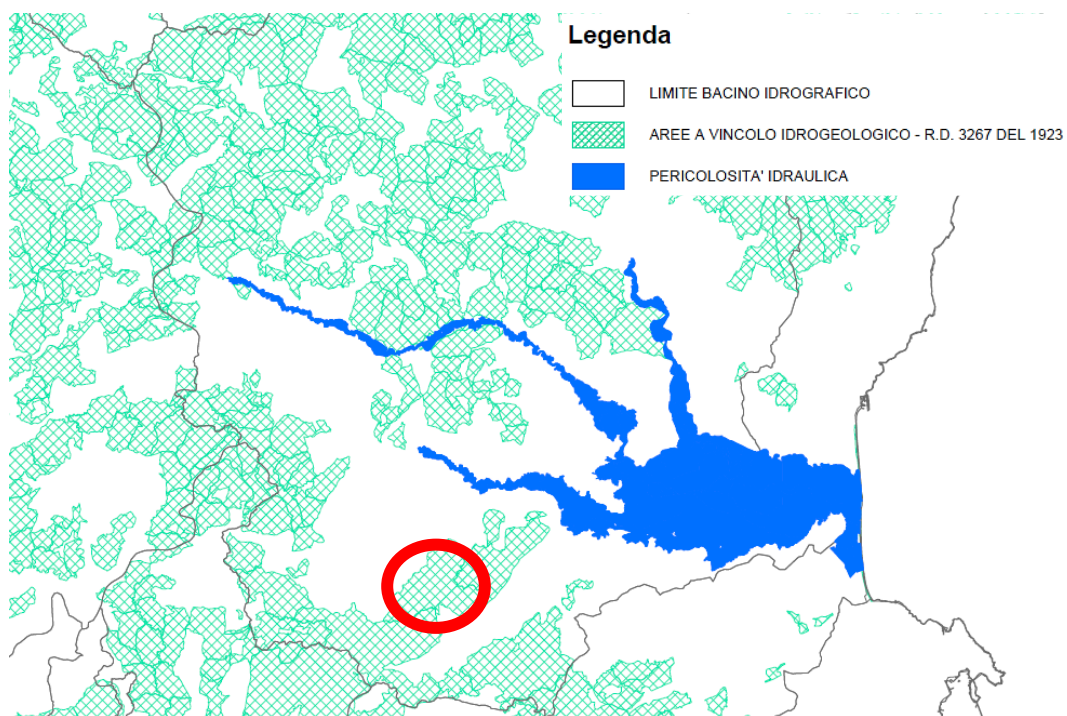 Legenda
LIMITE BACINO IDROGRAFICO
AREE A VINCOLO IDROGEOLOGICO - R.D. 3267 DEL 1923
PERICOLOSITA' IDRAULICA